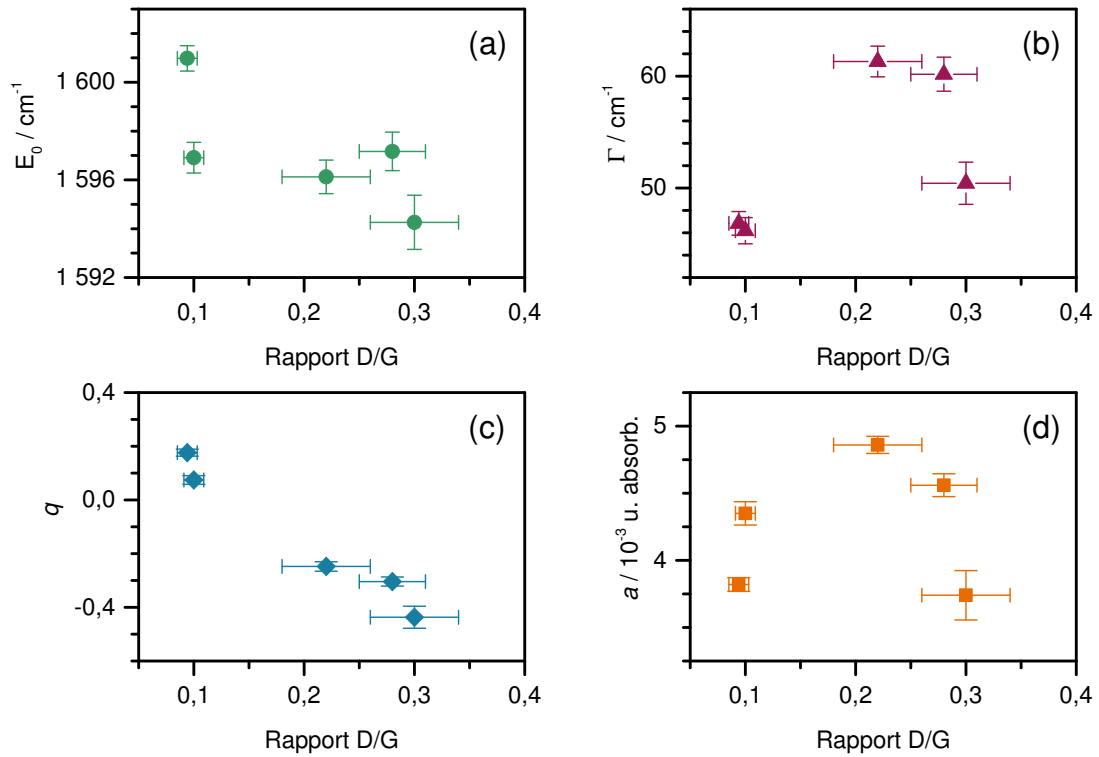 (a)
E₀ / cm⁻¹
1 600
1 596
1 592
0,1
0,2
0,3
0,4
Rapport D/G
(b)
Γ / cm⁻¹
60
50
0,1
0,2
0,3
0,4
Rapport D/G
(c)
q
0,4
0,0
-0,4
0,1
0,2
0,3
0,4
Rapport D/G
(d)
a / 10⁻³ u. absorb.
5
4
0,1
0,2
0,3
0,4
Rapport D/G